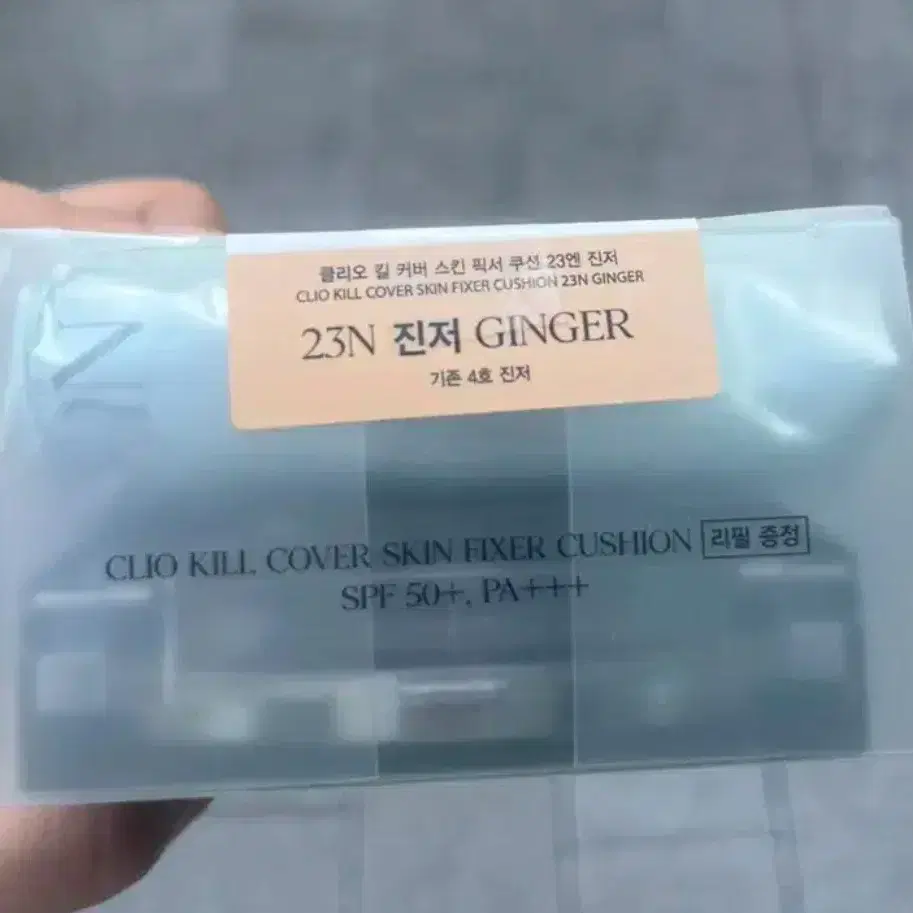 클리오 킬 커버 스킨 픽서 쿠션 23엔 진저
CLIO KILL COVER SKIN FIXER CUSHION 23N GINGER
23N 진저 GINGER
기존 4호 진저
CLIO KILL COVER SKIN FIXER CUSHION 리필 증정
SPF 50+, PA+++